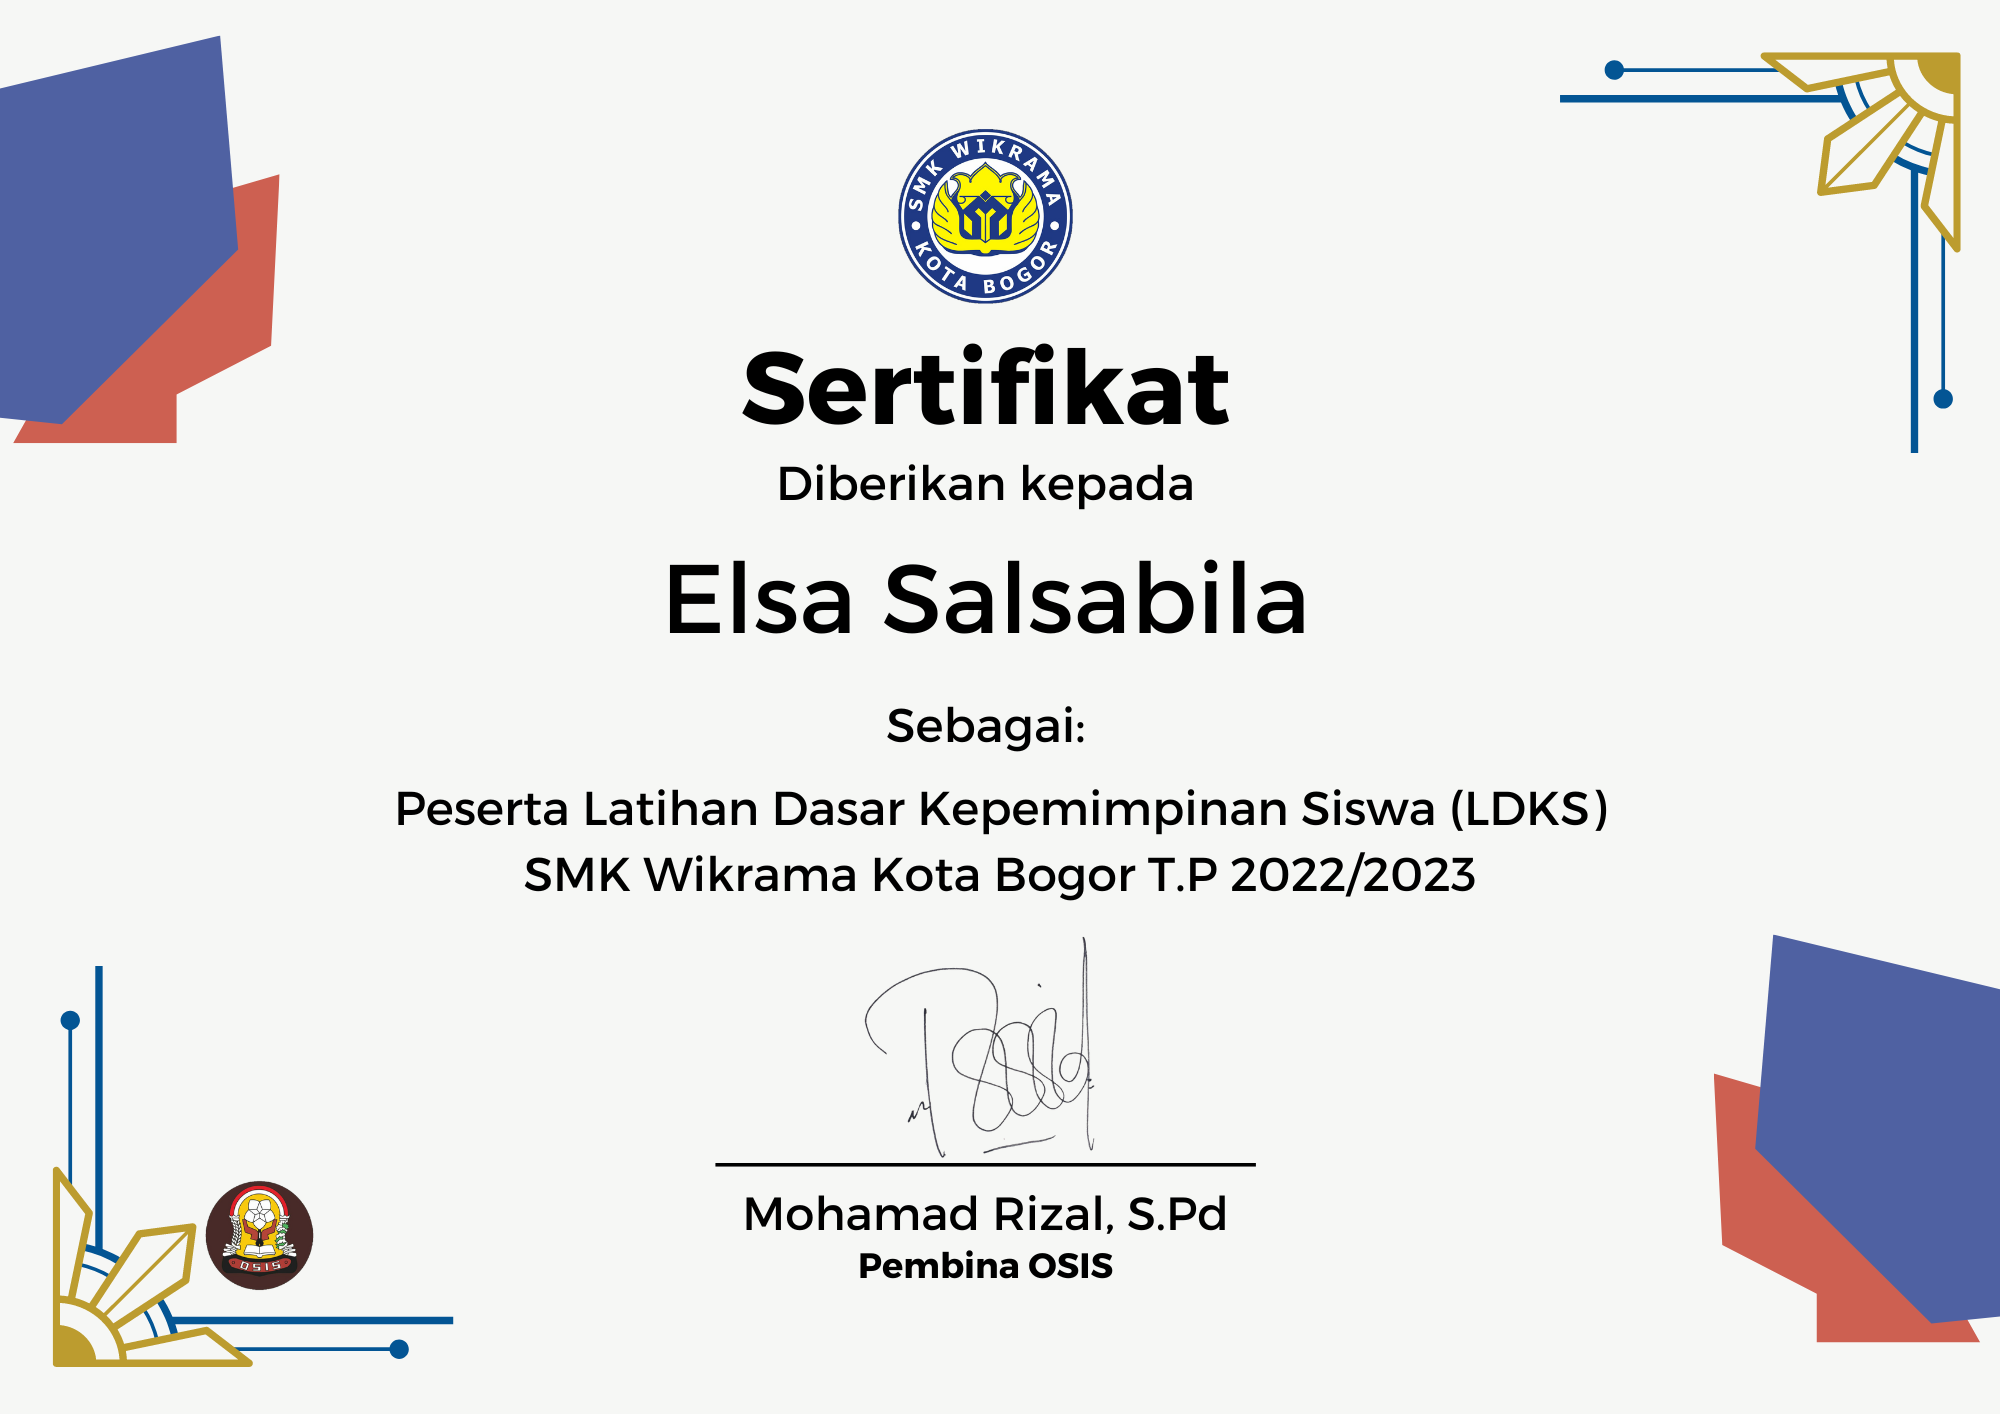 SMK WIKRAMA
KOTA BOGOR
Sertifikat
Diberikan kepada
Elsa Salsabila
Sebagai:
Peserta Latihan Dasar Kepemimpinan Siswa (LDKS)
SMK Wikrama Kota Bogor T.P 2022/2023
Mohamad Rizal, S.Pd
Pembina OSIS
OSIS